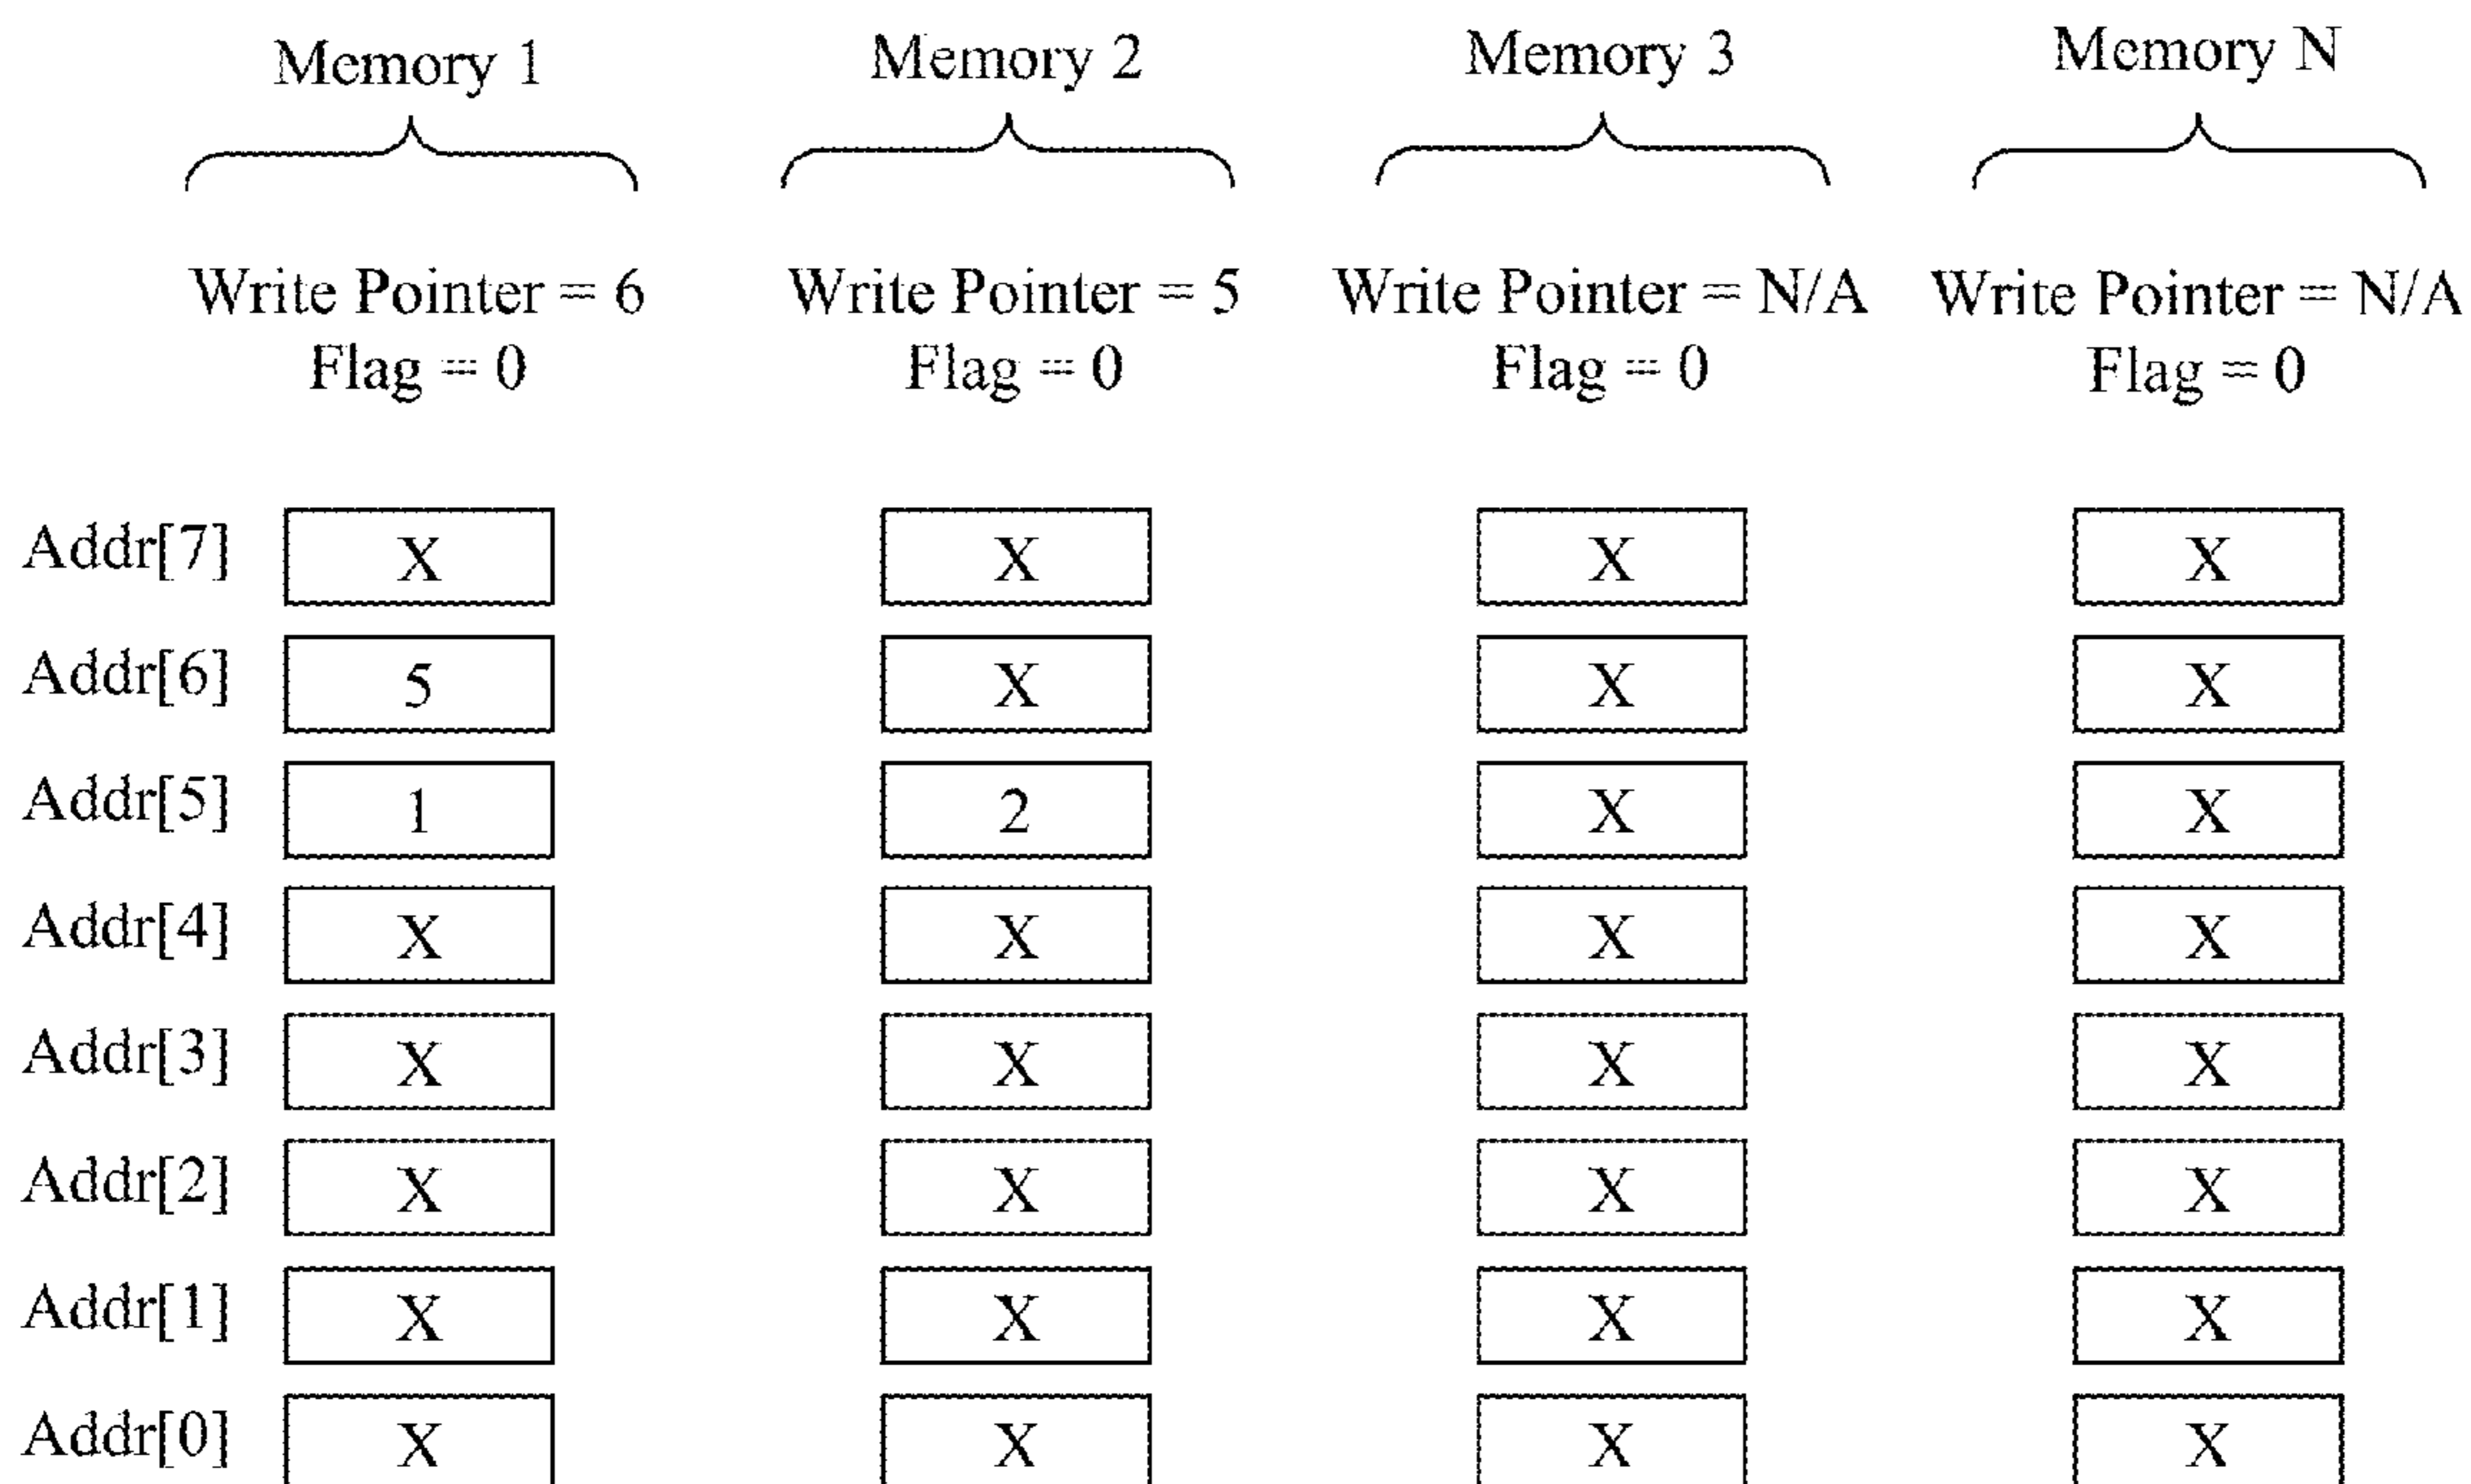 Memory 1 Memory 2 Memory 3 Memory N
Write Pointer = 6 Write Pointer = 5 Write Pointer = N/A Write Pointer = N/A
Flag = 0 Flag = 0 Flag = 0 Flag = 0
Addr[7] X X X X
Addr[6] 5 X X X
Addr[5] 1 2 X X
Addr[4] X X X X
Addr[3] X X X X
Addr[2] X X X X
Addr[1] X X X X
Addr[0] X X X X